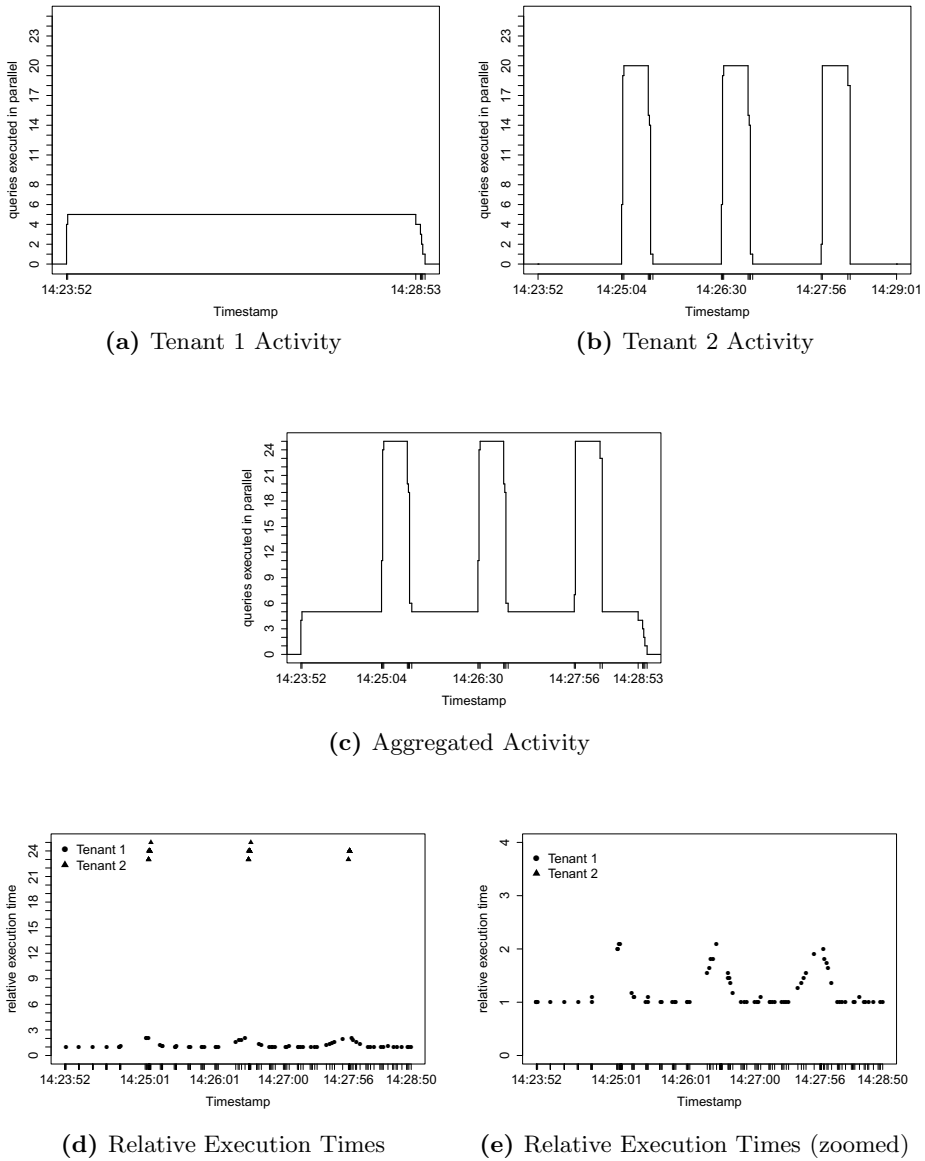 queries executed in parallel
23
20
17
14
11
8
6
4
2
0
14:23:52 14:28:53
Timestamp
(a) Tenant 1 Activity
queries executed in parallel
23
20
17
14
11
8
6
4
2
0
14:23:52 14:25:04 14:26:30 14:27:56 14:29:01
Timestamp
(b) Tenant 2 Activity
queries executed in parallel
24
21
18
15
12
9
6
3
0
14:23:52 14:25:04 14:26:30 14:27:56 14:28:53
Timestamp
(c) Aggregated Activity
relative execution time
24
21
18
15
12
9
6
3
0
Tenant 1
Tenant 2
14:23:52 14:25:01 14:26:01 14:27:00 14:27:56 14:28:50
Timestamp
(d) Relative Execution Times
relative execution time
4
3
2
1
0
Tenant 1
Tenant 2
14:23:52 14:25:01 14:26:01 14:27:00 14:27:56 14:28:50
Timestamp
(e) Relative Execution Times (zoomed)